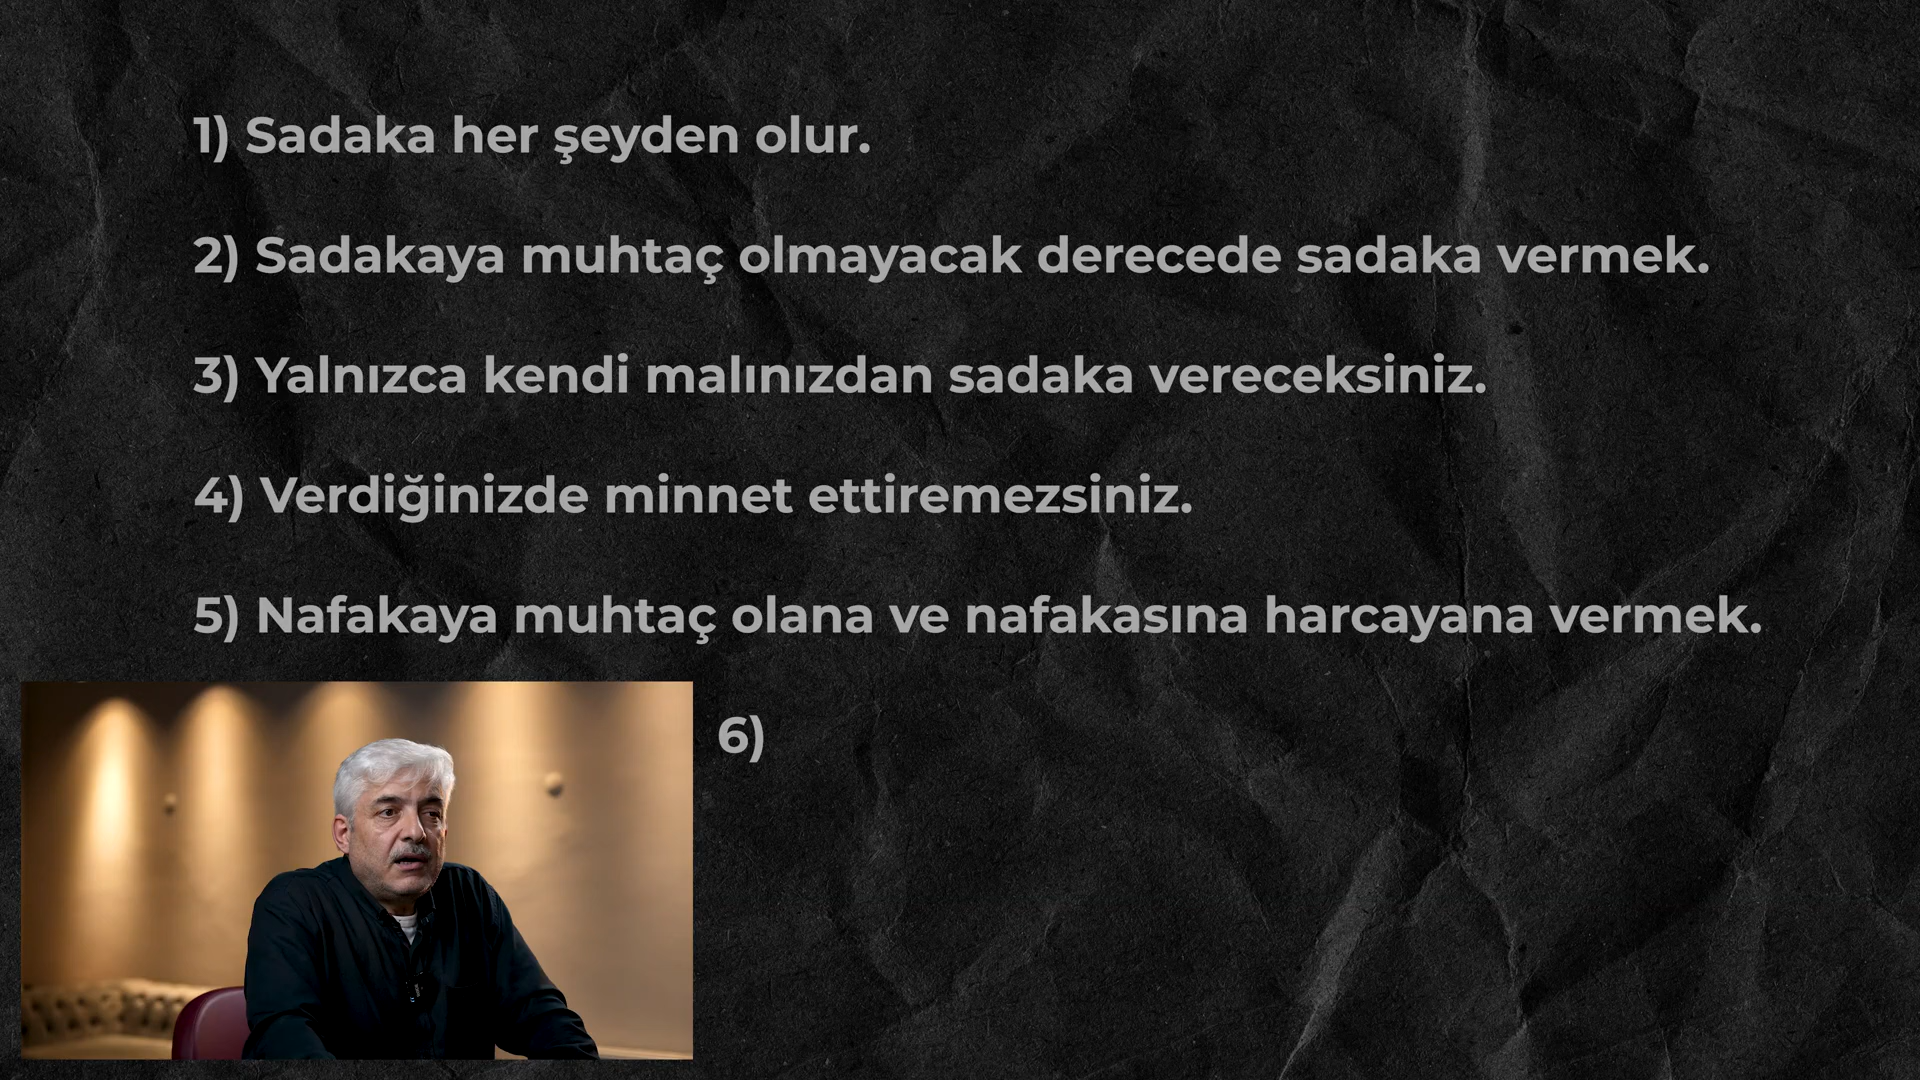 1) Sadaka her şeyden olur.
2) Sadakaya muhtaç olmayacak derecede sadaka vermek.
3) Yalnızca kendi malınızdan sadaka vereceksiniz.
4) Verdiğinizde minnet ettiremezsiniz.
5) Nafakaya muhtaç olana ve nafakasına harcayana vermek.
6)